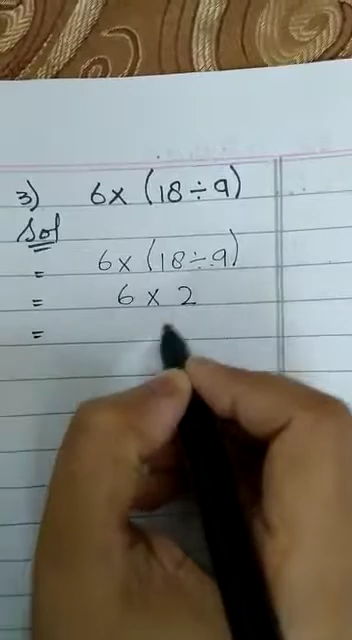 3) 6x (18÷9)
Sol
= 6x (18÷9)
= 6 x 2
=